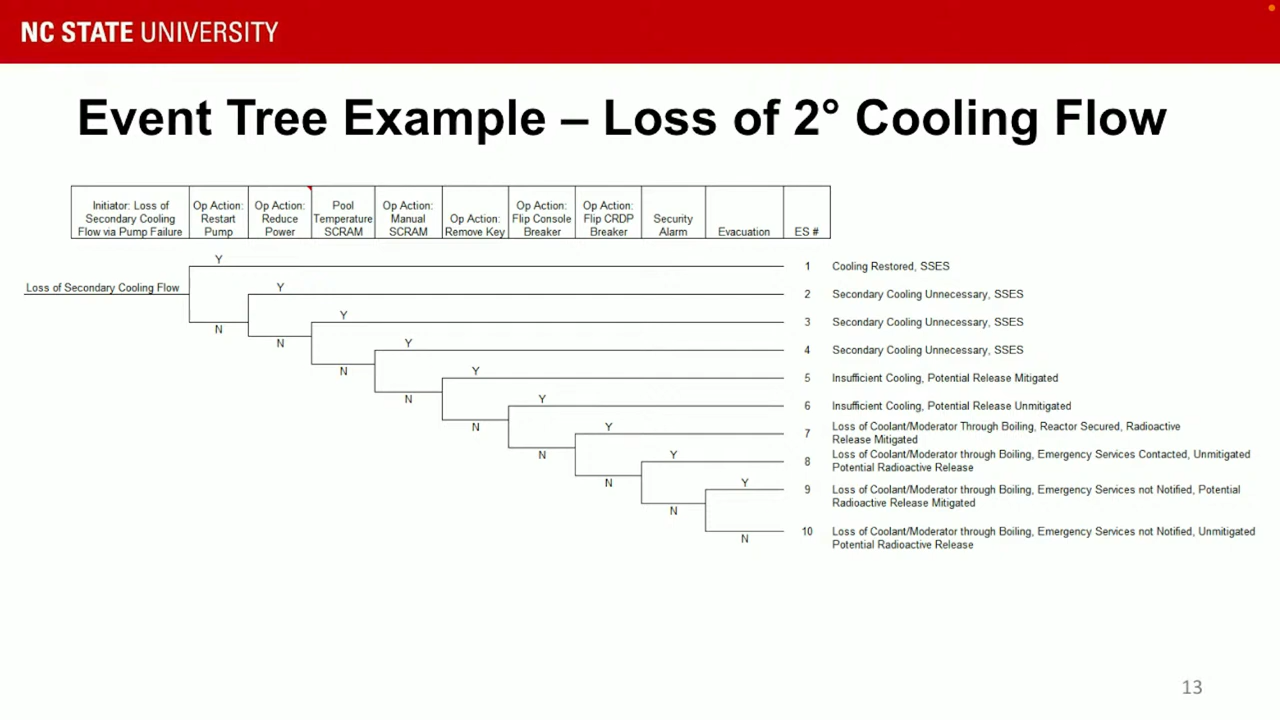 NC STATE UNIVERSITY
Event Tree Example – Loss of 2° Cooling Flow
Initiator: Loss of
Secondary Cooling
Flow via Pump Failure
Op Action:
Restart
Pump
Op Action:
Reduce
Power
Pool
Temperature
SCRAM
Op Action:
Manual
SCRAM
Op Action:
Remove Key
Op Action:
Flip Console
Breaker
Op Action:
Flip CRDP
Breaker
Security
Alarm
Evacuation
ES #
Loss of Secondary Cooling Flow
Y
N
Y
N
Y
N
Y
N
Y
N
Y
N
Y
N
Y
N
Y
N
1 Cooling Restored, SSES
2 Secondary Cooling Unnecessary, SSES
3 Secondary Cooling Unnecessary, SSES
4 Secondary Cooling Unnecessary, SSES
5 Insufficient Cooling, Potential Release Mitigated
6 Insufficient Cooling, Potential Release Unmitigated
7 Loss of Coolant/Moderator Through Boiling, Reactor Secured, Radioactive
Release Mitigated
8 Loss of Coolant/Moderator through Boiling, Emergency Services Contacted, Unmitigated
Potential Radioactive Release
9 Loss of Coolant/Moderator through Boiling, Emergency Services not Notified, Potential
Radioactive Release Mitigated
10 Loss of Coolant/Moderator through Boiling, Emergency Services not Notified, Unmitigated
Potential Radioactive Release
13